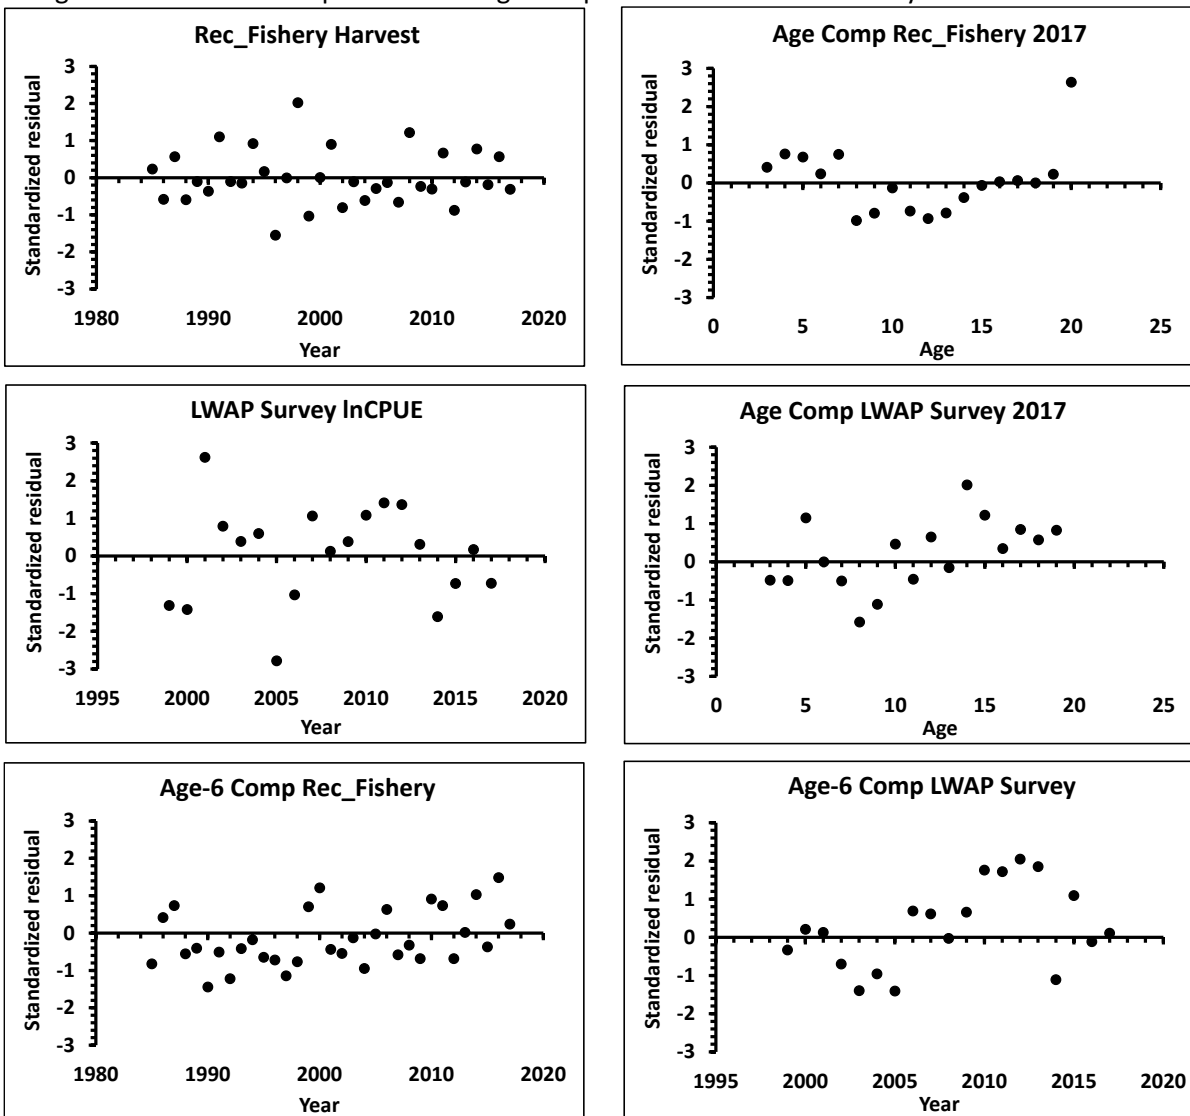 Rec_Fishery Harvest
Standardized residual
3
2
1
0
-1
-2
-3
1980 1990 2000 2010 2020
Year
Age Comp Rec_Fishery 2017
Standardized residual
3
2
1
0
-1
-2
-3
0 5 10 15 20 25
Age
LWAP Survey lnCPUE
Standardized residual
3
2
1
0
-1
-2
-3
1995 2000 2005 2010 2015 2020
Year
Age Comp LWAP Survey 2017
Standardized residual
3
2
1
0
-1
-2
-3
0 5 10 15 20 25
Age
Age-6 Comp Rec_Fishery
Standardized residual
3
2
1
0
-1
-2
-3
1980 1990 2000 2010 2020
Year
Age-6 Comp LWAP Survey
Standardized residual
3
2
1
0
-1
-2
-3
1995 2000 2005 2010 2015 2020
Year